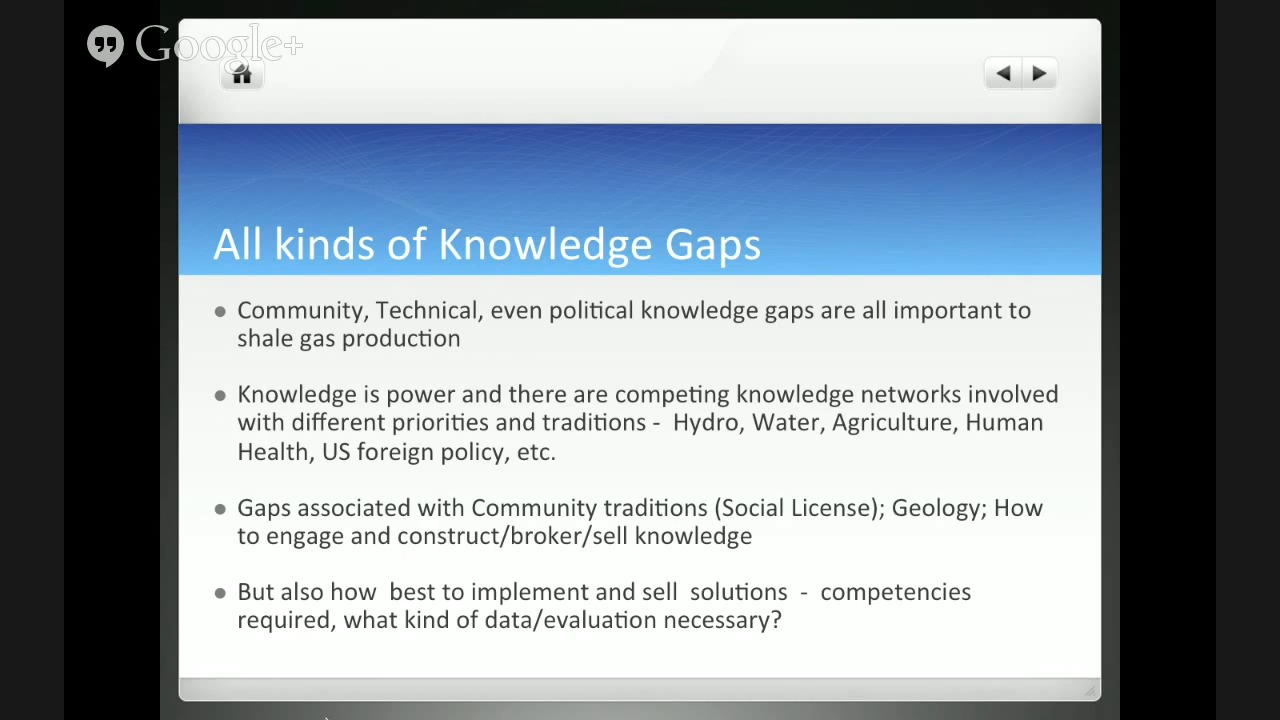 Google+
All kinds of Knowledge Gaps
Community, Technical, even political knowledge gaps are all important to
shale gas production
Knowledge is power and there are competing knowledge networks involved
with different priorities and traditions - Hydro, Water, Agriculture, Human
Health, US foreign policy, etc.
Gaps associated with Community traditions (Social License); Geology; How
to engage and construct/broker/sell knowledge
But also how best to implement and sell solutions - competencies
required, what kind of data/evaluation necessary?